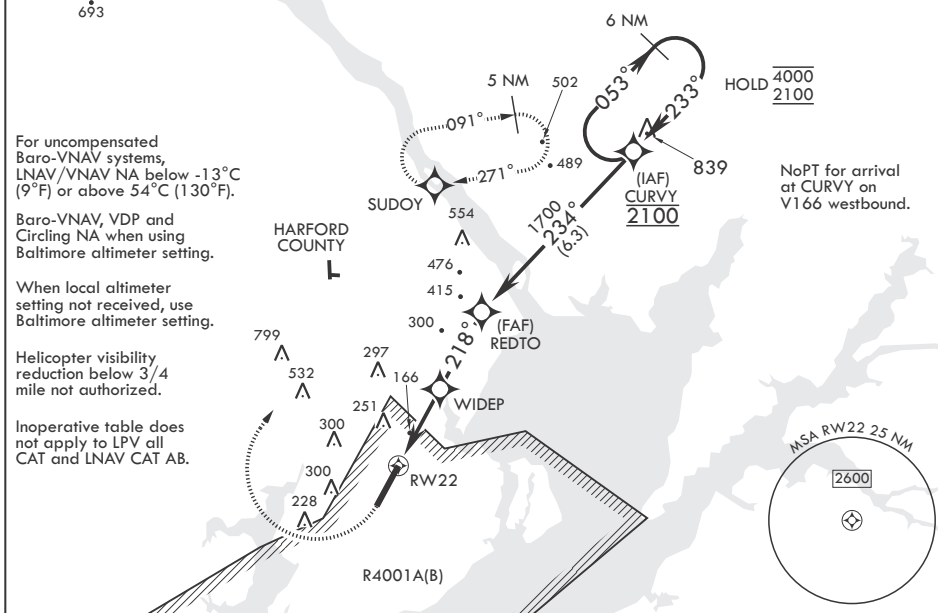 693
6 NM
5 NM
502
HOLD 4000
2100
053°
233°
091°
271°
489
839
For uncompensated
Baro-VNAV systems,
LNAV/VNAV NA below -13°C
(9°F) or above 54°C (130°F).
NoPT for arrival
at CURVY on
V166 westbound.
(IAF)
CURVY
2100
SUDOY
554
1700
234°
(6.3)
Baro-VNAV, VDP and
Circling NA when using
Baltimore altimeter setting.
HARFORD
COUNTY
476
415
When local altimeter
setting not received, use
Baltimore altimeter setting.
300
(FAF)
REDTO
218°
799
297
Helicopter visibility
reduction below 3/4
mile not authorized.
532
166
WIDEP
251
Inoperative table does
not apply to LPV all
CAT and LNAV CAT AB.
300
MSA RW22 25 NM
2600
RW22
300
228
R4001A(B)